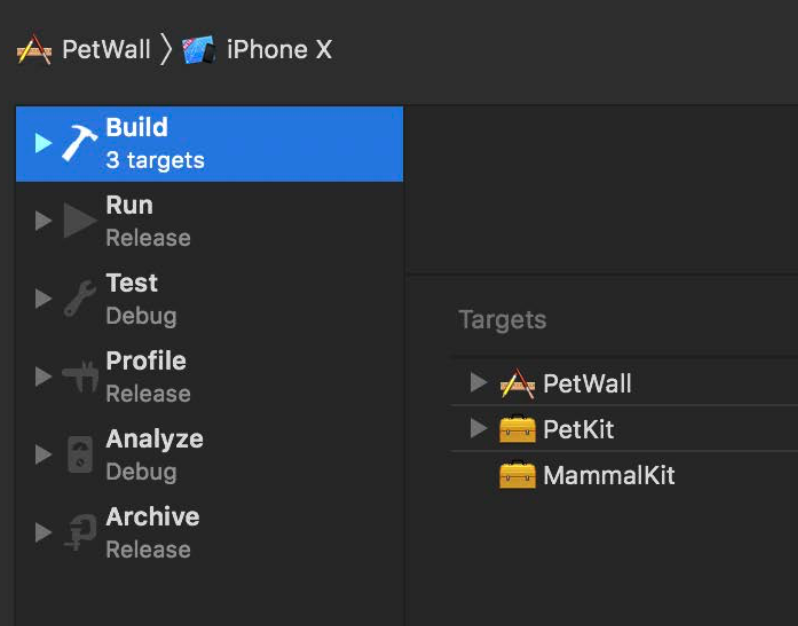 PetWall 〉 iPhone X
Build
3 targets
Run
Release
Test
Debug
Profile
Release
Analyze
Debug
Archive
Release
Targets
PetWall
PetKit
MammalKit